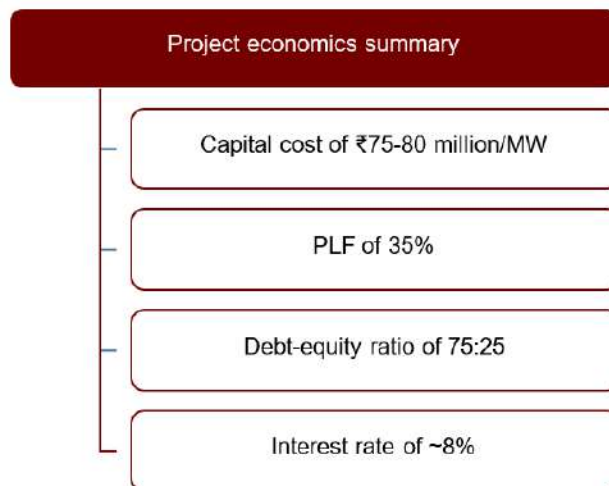 Project economics summary
Capital cost of ₹75-80 million/MW
PLF of 35%
Debt-equity ratio of 75:25
Interest rate of ~8%